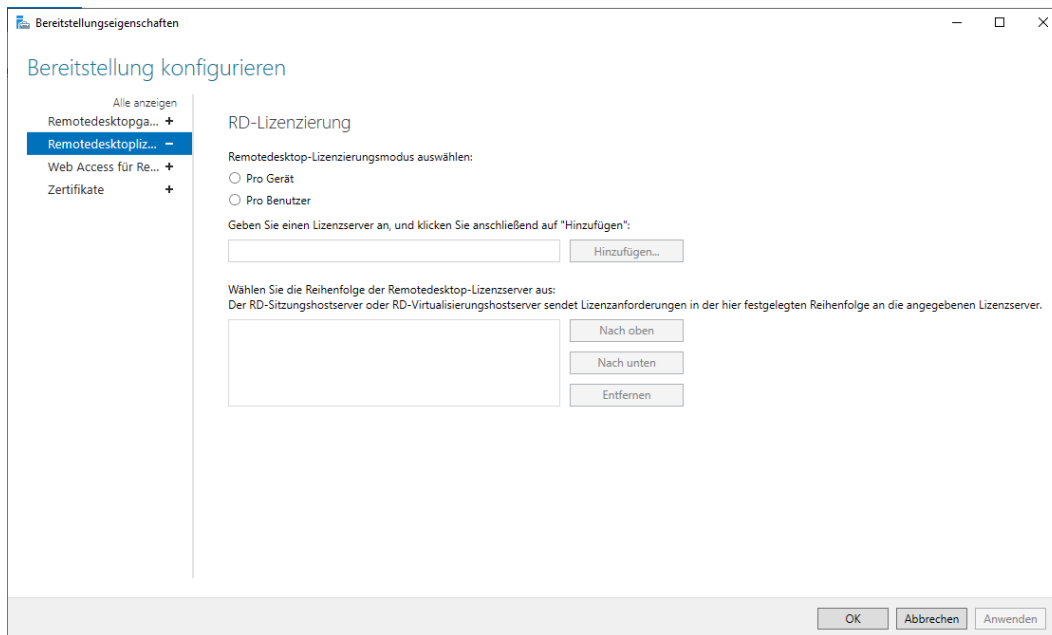 Bereitstellungseigenschaften
Bereitstellung konfigurieren
Alle anzeigen
Remotedesktopga... +
Remotedesktopliz... −
Web Access für Re... +
Zertifikate +
RD-Lizenzierung
Remotedesktop-Lizenzierungsmodus auswählen:
Pro Gerät
Pro Benutzer
Geben Sie einen Lizenzserver an, und klicken Sie anschließend auf "Hinzufügen":
Hinzufügen...
Wählen Sie die Reihenfolge der Remotedesktop-Lizenzserver aus:
Der RD-Sitzungshostserver oder RD-Virtualisierungshostserver sendet Lizenzanforderungen in der hier festgelegten Reihenfolge an die angegebenen Lizenzserver.
Nach oben
Nach unten
Entfernen
OK Abbrechen Anwenden